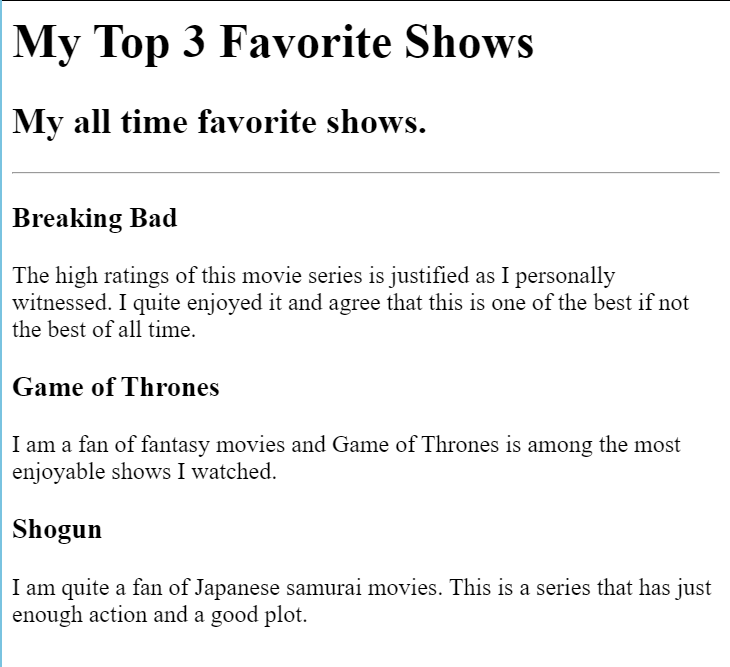 My Top 3 Favorite Shows
My all time favorite shows.
Breaking Bad
The high ratings of this movie series is justified as I personally
witnessed. I quite enjoyed it and agree that this is one of the best if not
the best of all time.
Game of Thrones
I am a fan of fantasy movies and Game of Thrones is among the most
enjoyable shows I watched.
Shogun
I am quite a fan of Japanese samurai movies. This is a series that has just
enough action and a good plot.